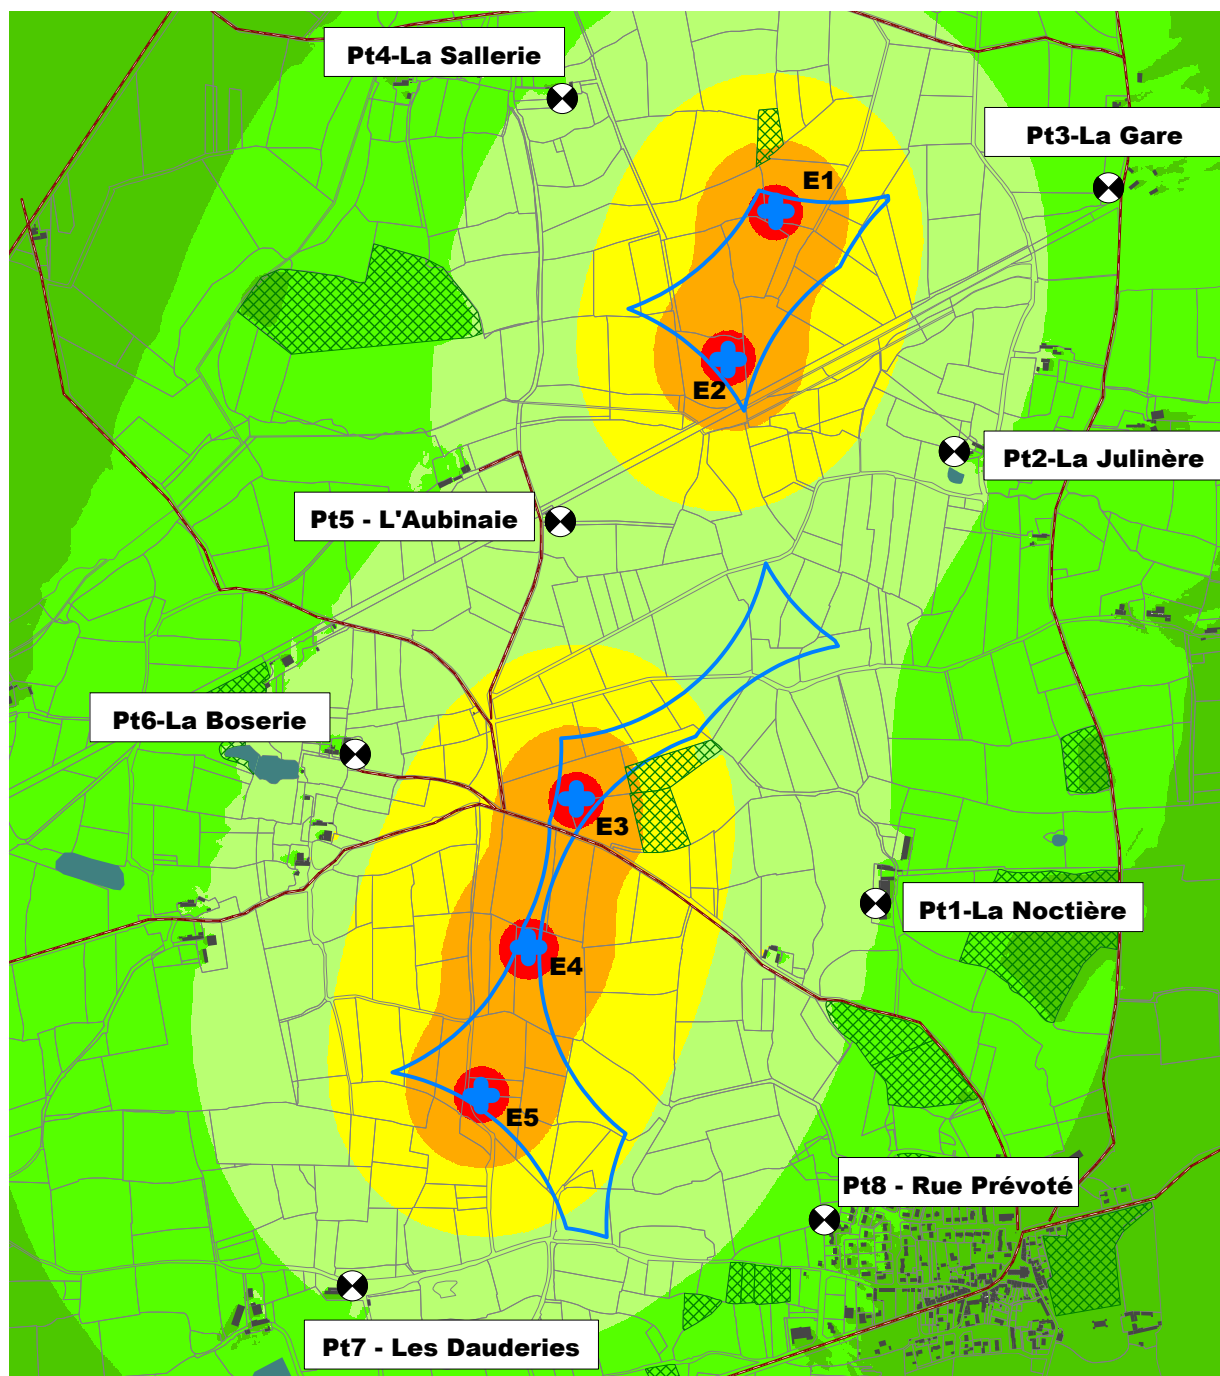 Pt4-La Sallerie
Pt3-La Gare
E1
E2
Pt2-La Julinère
Pt5 - L'Aubinaie
Pt6-La Boserie
E3
Pt1-La Noctière
E4
E5
Pt8 - Rue Prévoté
Pt7 - Les Dauderies